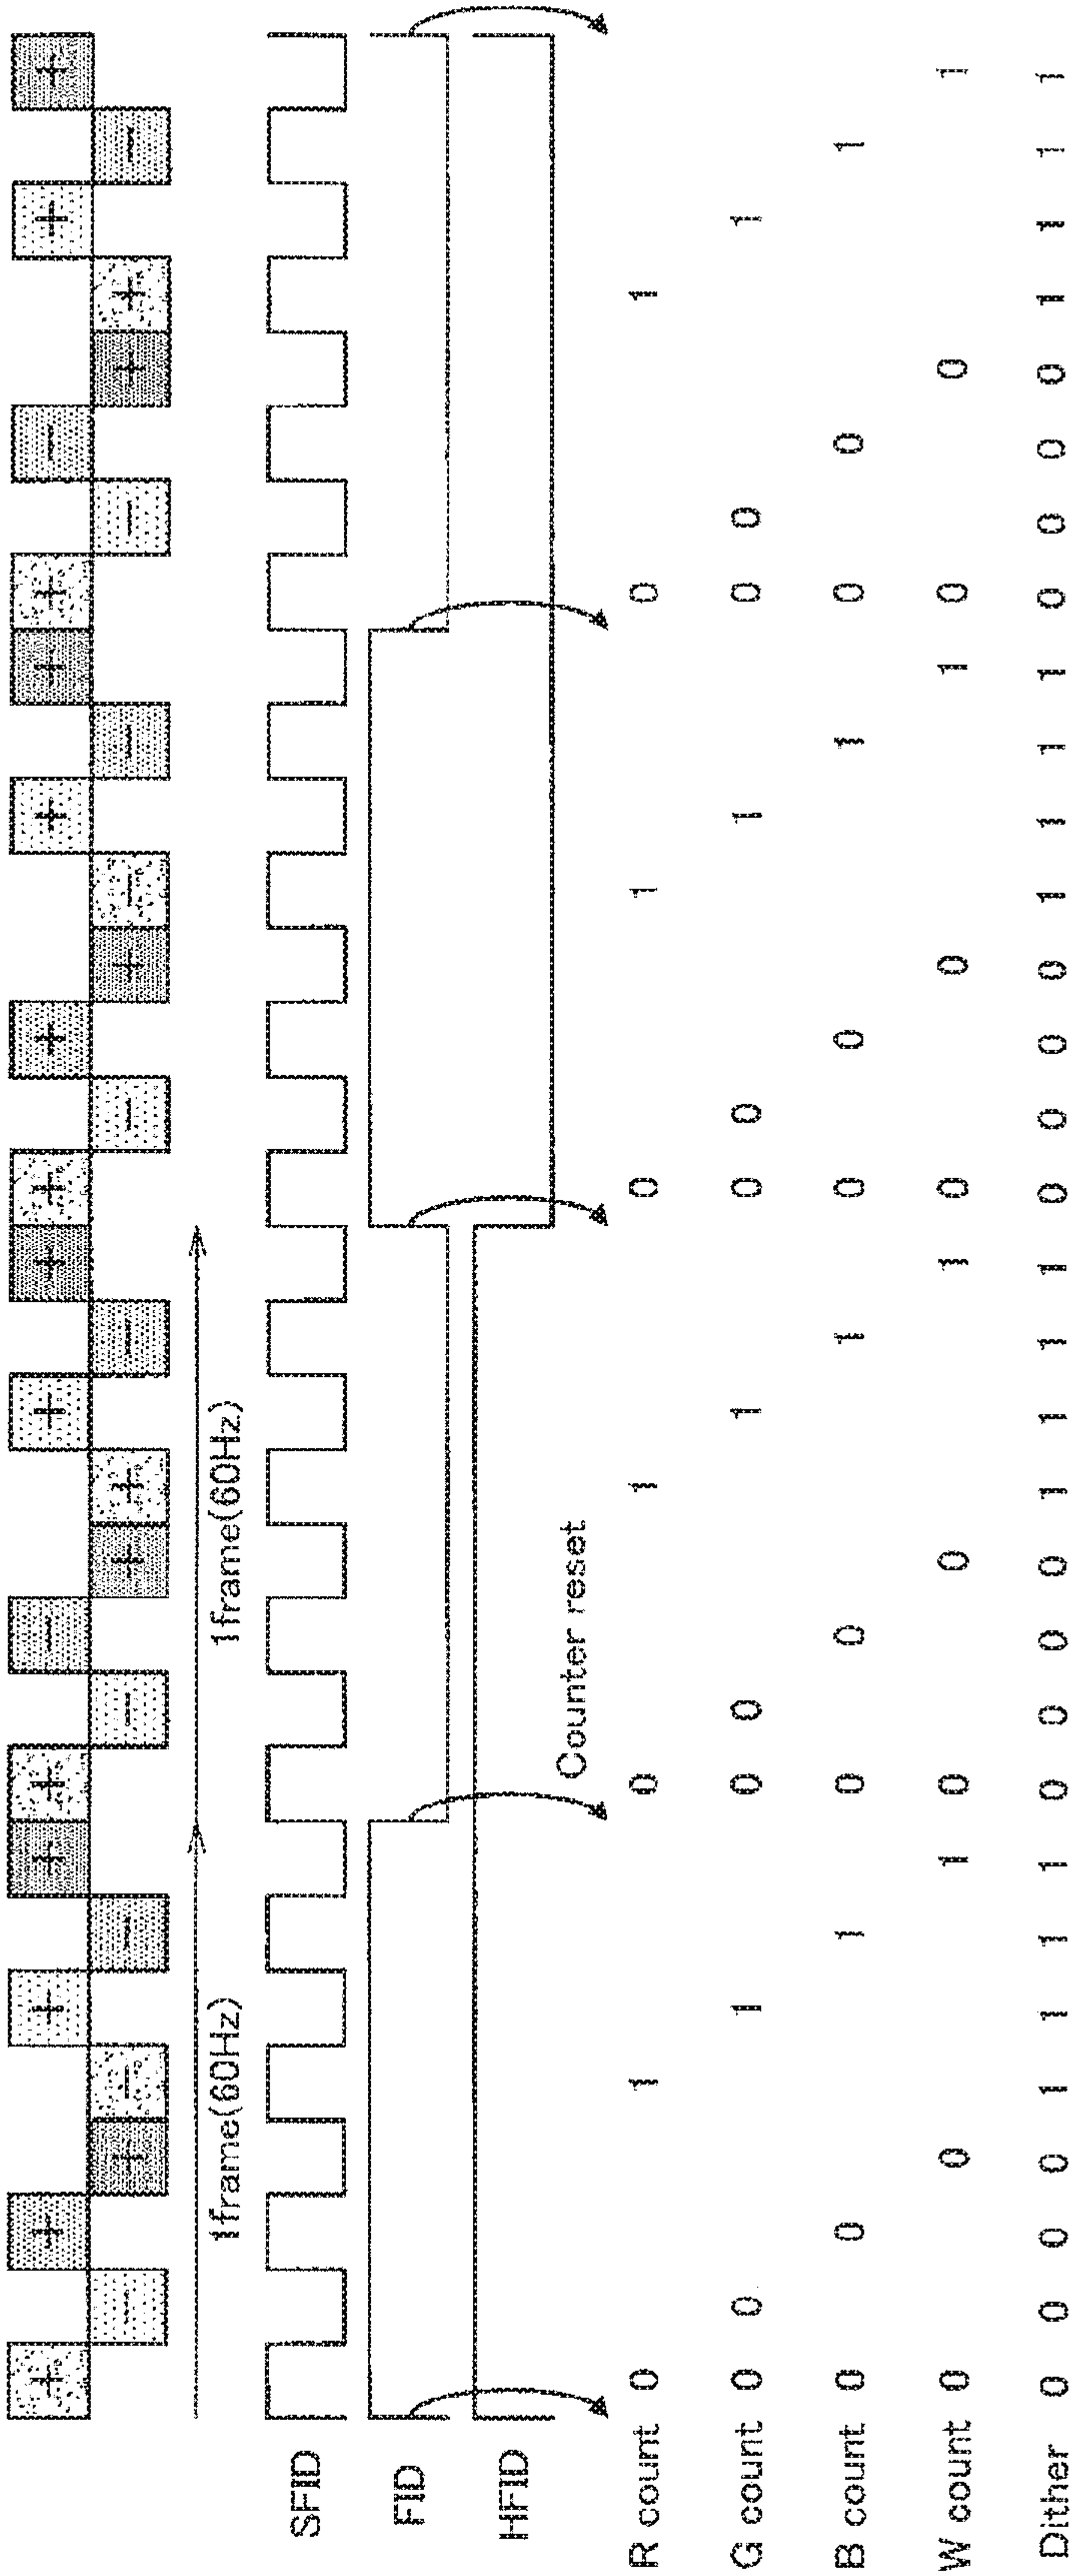 + + + + + − + + + + + + + − + +
− + − − − + + − − + − − − + + −
1frame(60Hz) 1frame(60Hz)
SFID
FID
HFID
Counter reset
R count 0 1 0 1 0 1 0 1
G count 0 0 1 0 0 1 0 0 1 0 0 1
B count 0 0 1 0 0 1 0 0 1 0 0 1
W count 0 0 1 0 0 1 0 0 1 0 0 1
Dither 0 0 0 0 1 1 1 1 0 0 0 0 1 1 1 1 0 0 0 0 1 1 1 1 0 0 0 0 1 1 1 1